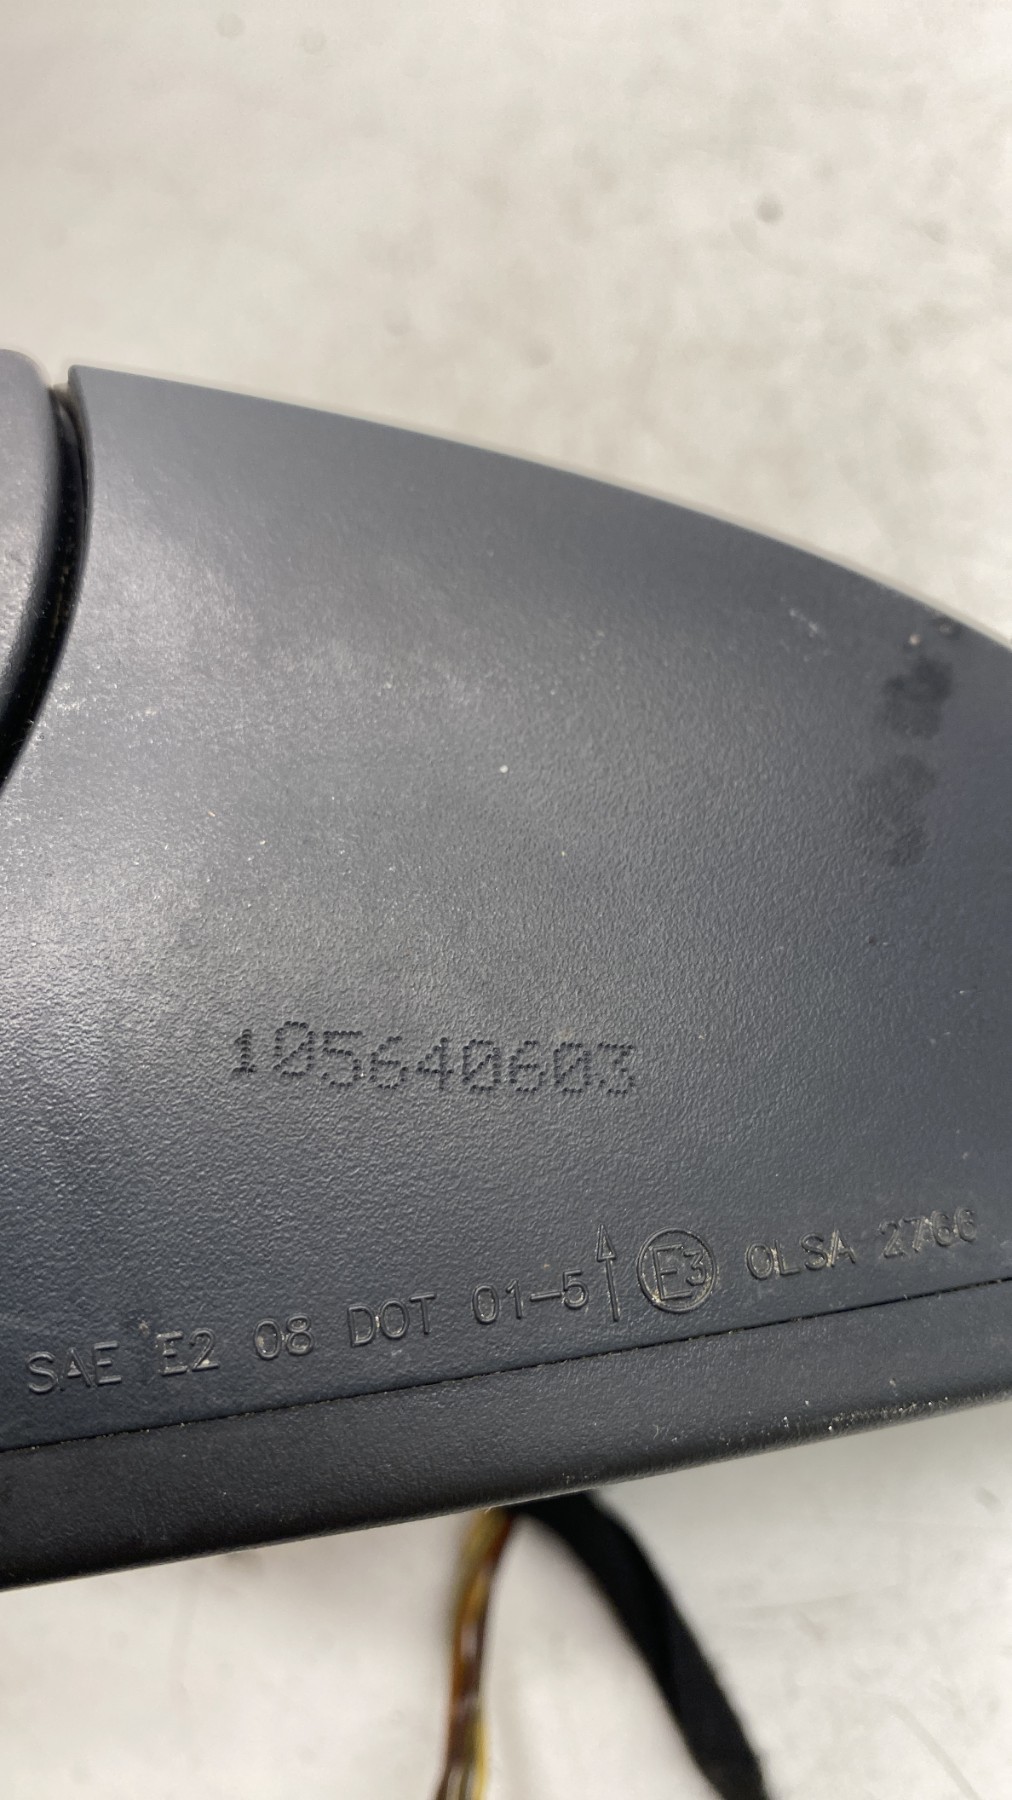 105640603
SAE E2 08 DOT 01-5↑ E3 OLSA 2766